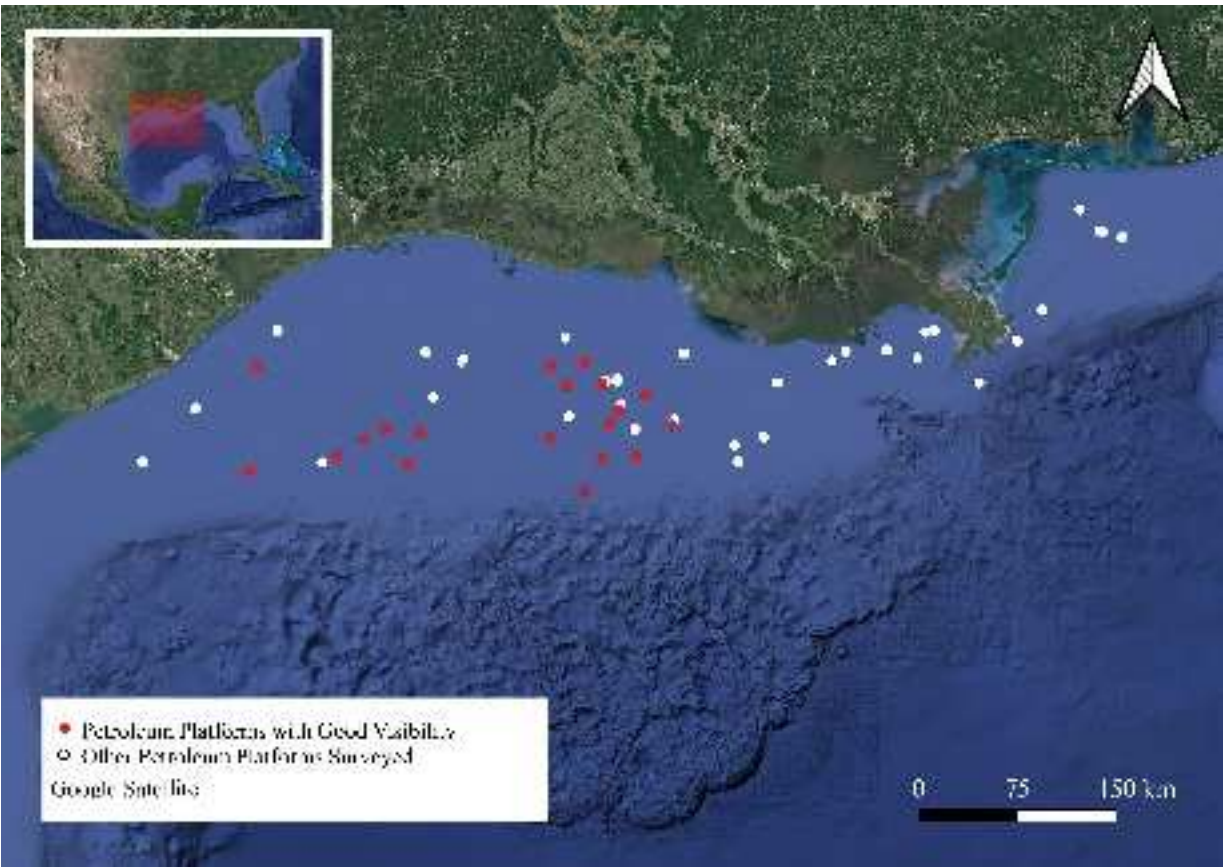 Petroleum Platforms with Good Visibility
Other Petroleum Platforms Surveyed
Google Satellite
0 75 150 km